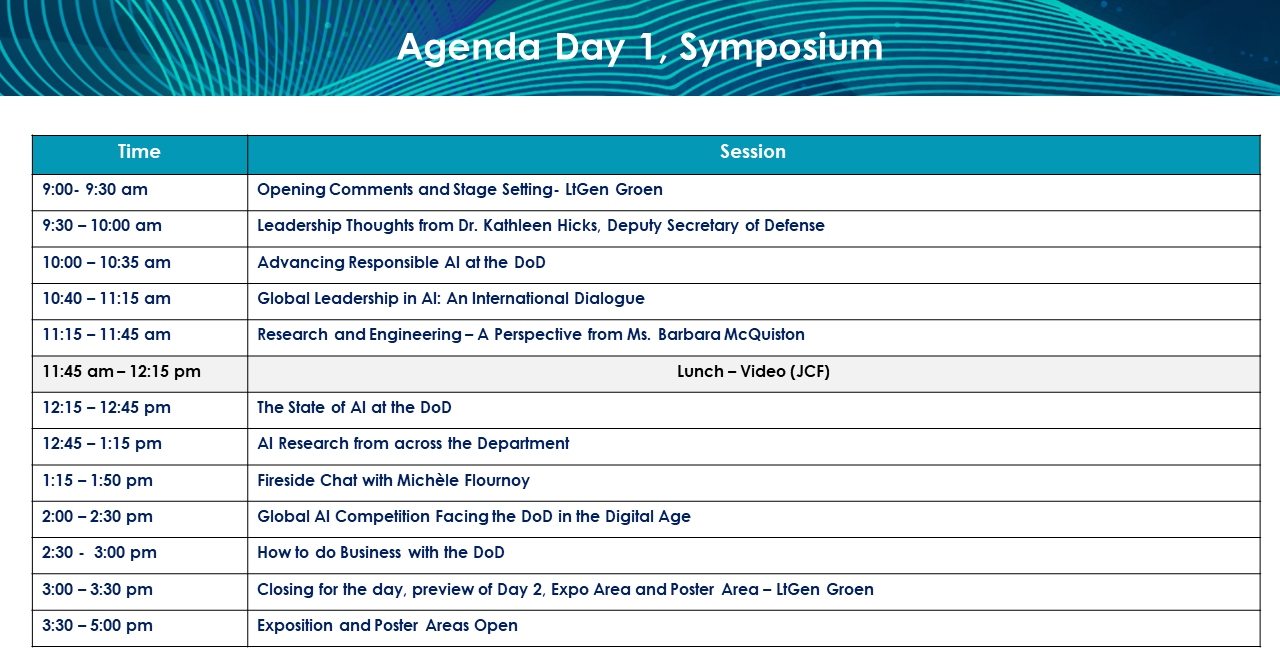 Agenda Day 1, Symposium
Time Session
9:00- 9:30 am Opening Comments and Stage Setting- LtGen Groen
9:30 – 10:00 am Leadership Thoughts from Dr. Kathleen Hicks, Deputy Secretary of Defense
10:00 – 10:35 am Advancing Responsible AI at the DoD
10:40 – 11:15 am Global Leadership in AI: An International Dialogue
11:15 – 11:45 am Research and Engineering – A Perspective from Ms. Barbara McQuiston
11:45 am – 12:15 pm Lunch – Video (JCF)
12:15 – 12:45 pm The State of AI at the DoD
12:45 – 1:15 pm AI Research from across the Department
1:15 – 1:50 pm Fireside Chat with Michèle Flournoy
2:00 – 2:30 pm Global AI Competition Facing the DoD in the Digital Age
2:30 - 3:00 pm How to do Business with the DoD
3:00 – 3:30 pm Closing for the day, preview of Day 2, Expo Area and Poster Area – LtGen Groen
3:30 – 5:00 pm Exposition and Poster Areas Open